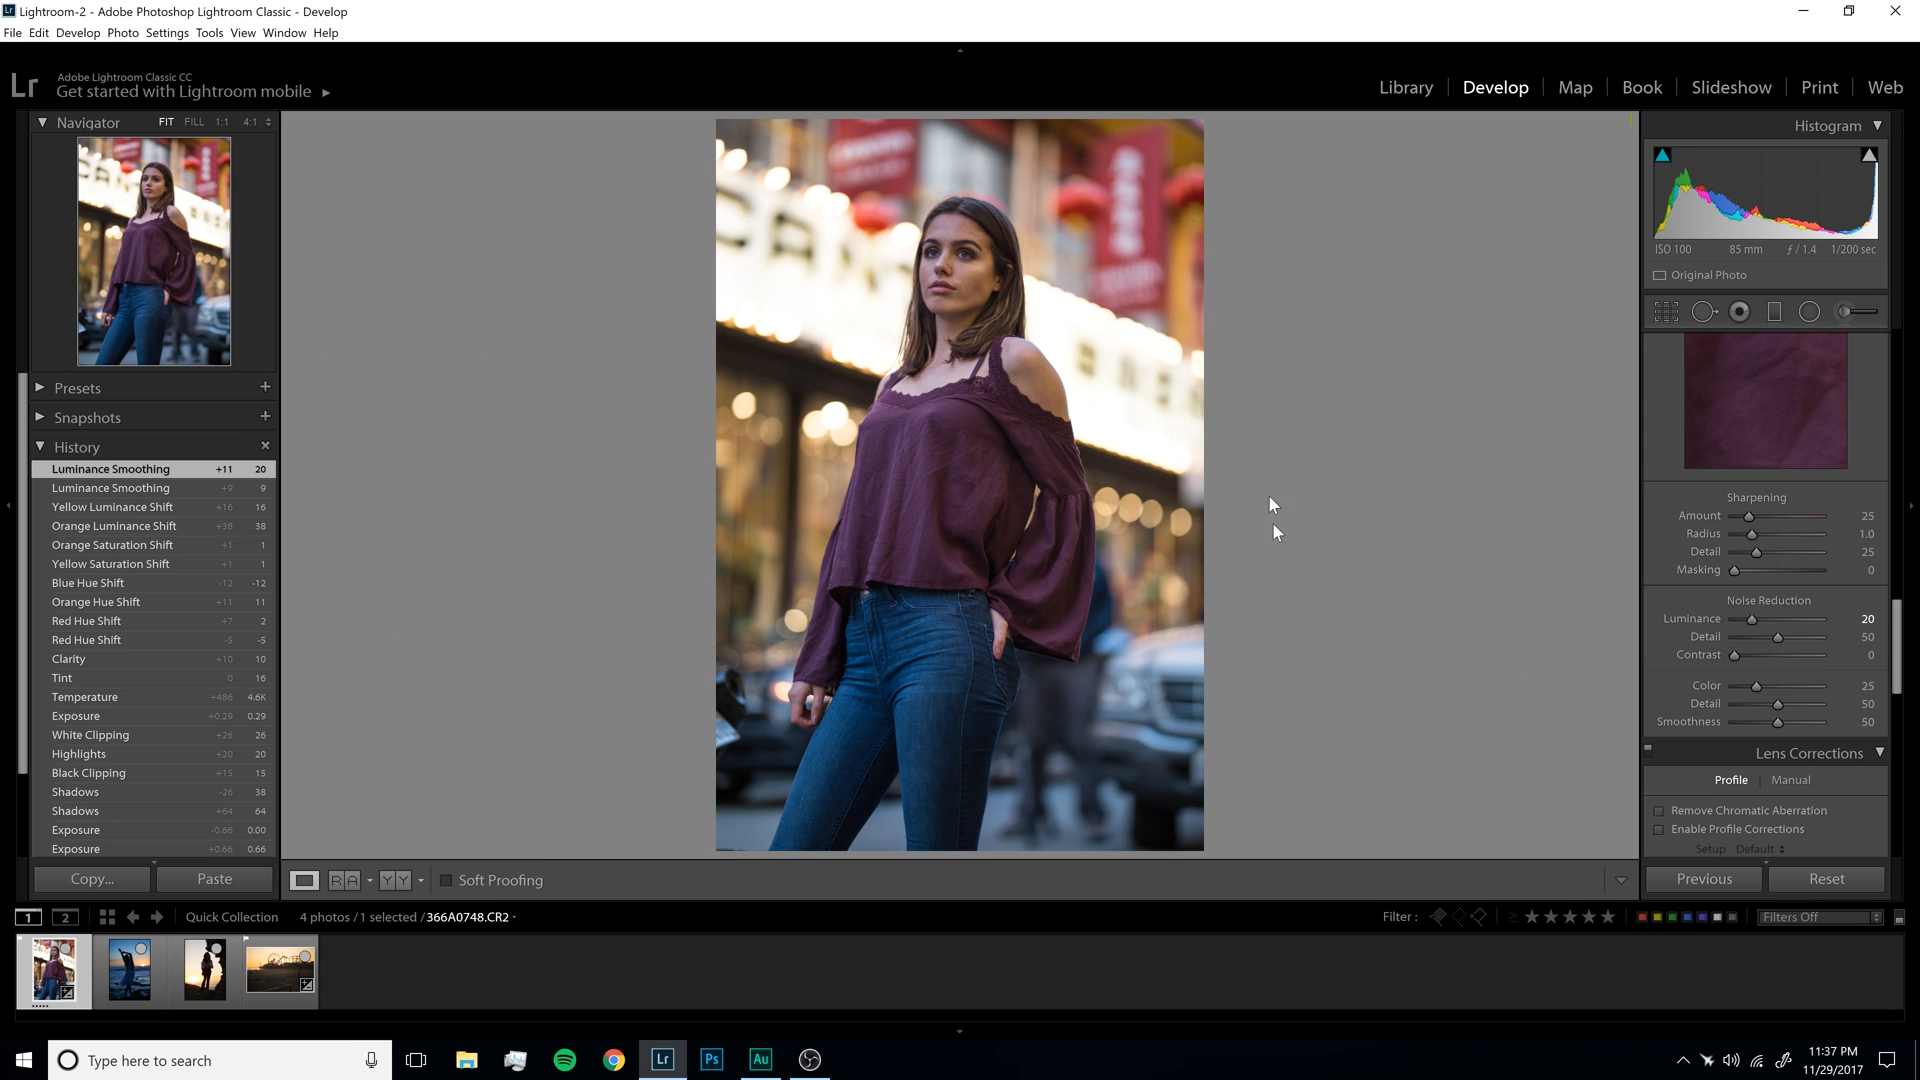 Lr Lightroom-2 - Adobe Photoshop Lightroom Classic - Develop
File Edit Develop Photo Settings Tools View Window Help
Lr Adobe Lightroom Classic CC
Get started with Lightroom mobile ▶
Library | Develop | Map | Book | Slideshow | Print | Web
Navigator FIT FILL 1:1 4:1
Presets +
Snapshots +
History ×
Luminance Smoothing +11 20
Luminance Smoothing +9 9
Yellow Luminance Shift +16 16
Orange Luminance Shift +38 38
Orange Saturation Shift +1 1
Yellow Saturation Shift +1 1
Blue Hue Shift -12 -12
Orange Hue Shift +11 11
Red Hue Shift +7 2
Red Hue Shift -5 -5
Clarity +10 10
Tint 0 16
Temperature +486 4.6K
Exposure +0.29 0.29
White Clipping +26 26
Highlights +20 20
Black Clipping +15 15
Shadows -26 38
Shadows +64 64
Exposure -0.66 0.00
Exposure +0.66 0.66
Copy... Paste
Soft Proofing
Histogram
ISO 100 85 mm ƒ / 1.4 1/200 sec
Original Photo
Sharpening
Amount 25
Radius 1.0
Detail 25
Masking 0
Noise Reduction
Luminance 20
Detail 50
Contrast 0
Color 25
Detail 50
Smoothness 50
Lens Corrections
Profile | Manual
Remove Chromatic Aberration
Enable Profile Corrections
Setup Default
Previous Reset
1 2 Quick Collection 4 photos / 1 selected / 366A0748.CR2
Filter : ≥ ★★★★★ Filters Off
Type here to search
Lr Ps Au
11:37 PM
11/29/2017